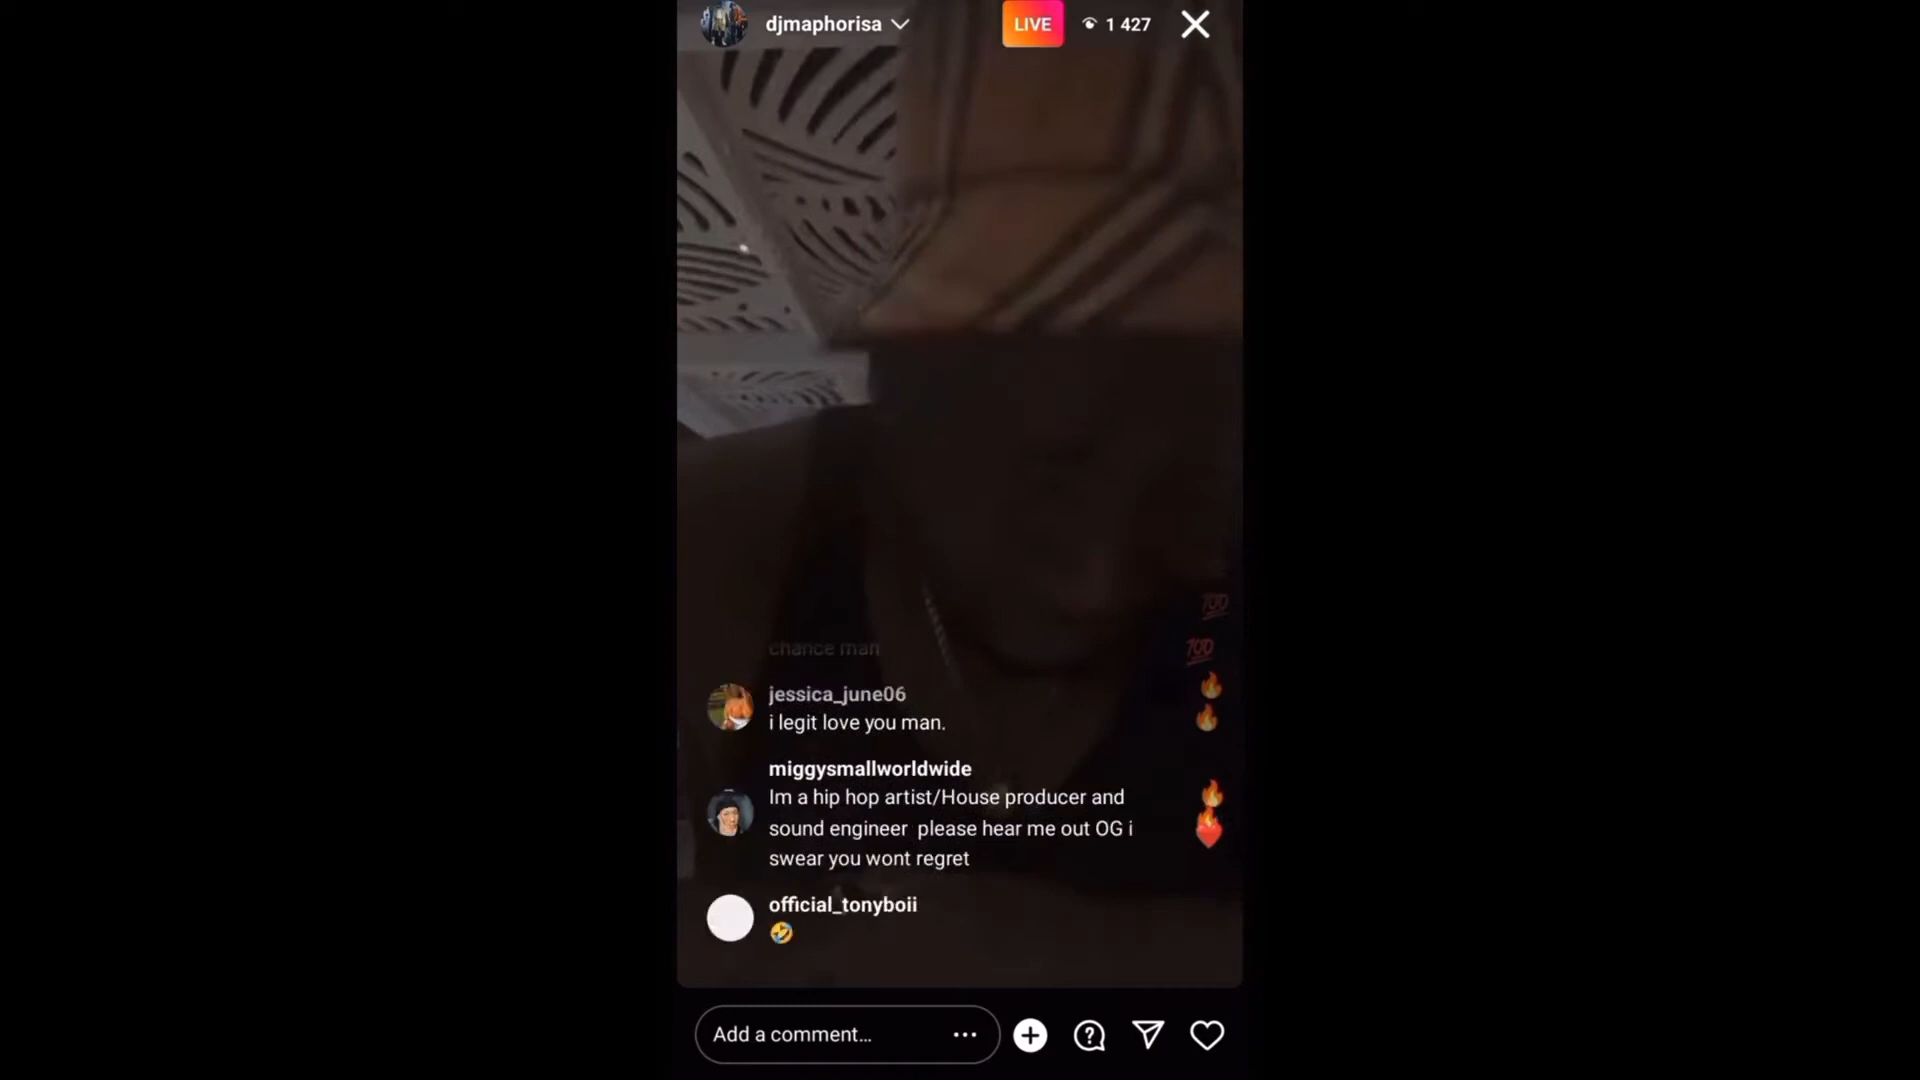 djmaphorisa
LIVE
1 427
chance man
jessica_june06
i legit love you man.
miggysmallworldwide
Im a hip hop artist/House producer and
sound engineer please hear me out OG i
swear you wont regret
official_tonyboii
🤣
Add a comment...